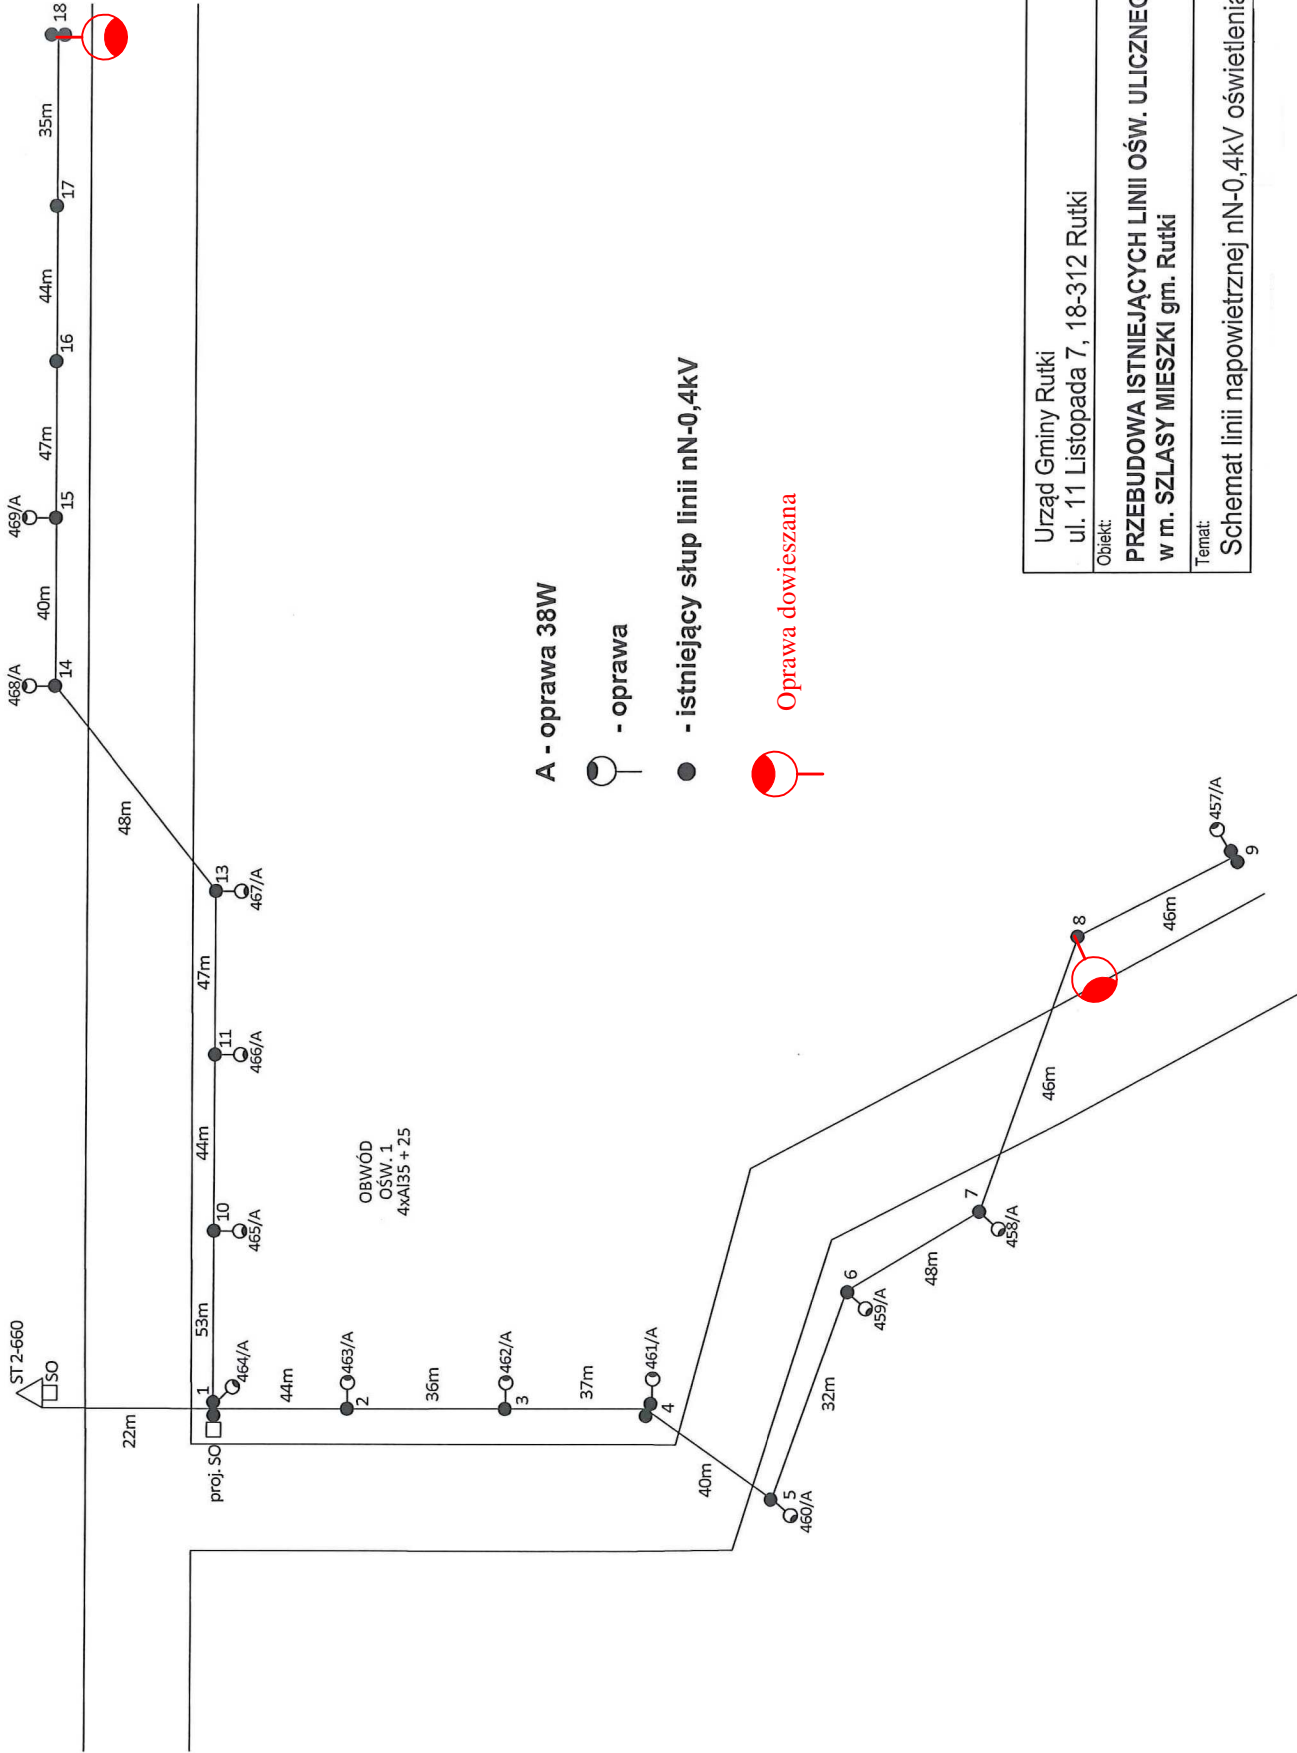 ST 2-660
SO
22m
proj. SO
1
464/A
53m
10
465/A
44m
11
466/A
47m
13
467/A
48m
468/A
14
40m
469/A
15
47m
16
44m
17
35m
18
44m
463/A
2
36m
462/A
3
37m
461/A
4
40m
5
460/A
32m
6
459/A
48m
7
458/A
46m
8
46m
457/A
9
OBWÓD
OŚW. 1
4xAl35 + 25
A - oprawa 38W
- oprawa
- istniejący słup linii nN-0,4kV
Oprawa dowieszana
Urząd Gminy Rutki
ul. 11 Listopada 7, 18-312 Rutki
Obiekt:
PRZEBUDOWA ISTNIEJĄCYCH LINII OŚW.
w m. SZLASY MIESZKI gm. Rutki
Temat:
Schemat linii napowietrznej nN-0,4kV oświetlenia